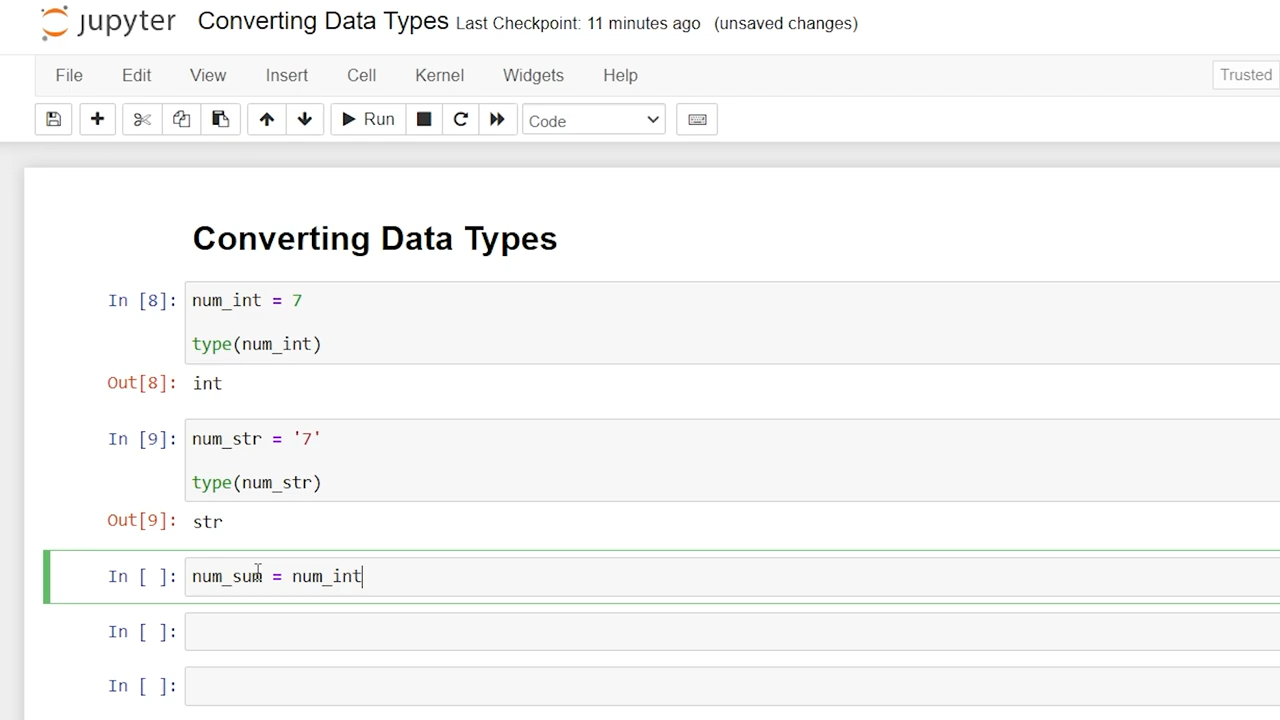 jupyter Converting Data Types Last Checkpoint: 11 minutes ago (unsaved changes)
File Edit View Insert Cell Kernel Widgets Help Trusted
Run Code
Converting Data Types
In [8]: num_int = 7
type(num_int)
Out[8]: int
In [9]: num_str = '7'
type(num_str)
Out[9]: str
In [ ]: num_sum = num_int
In [ ]:
In [ ]: